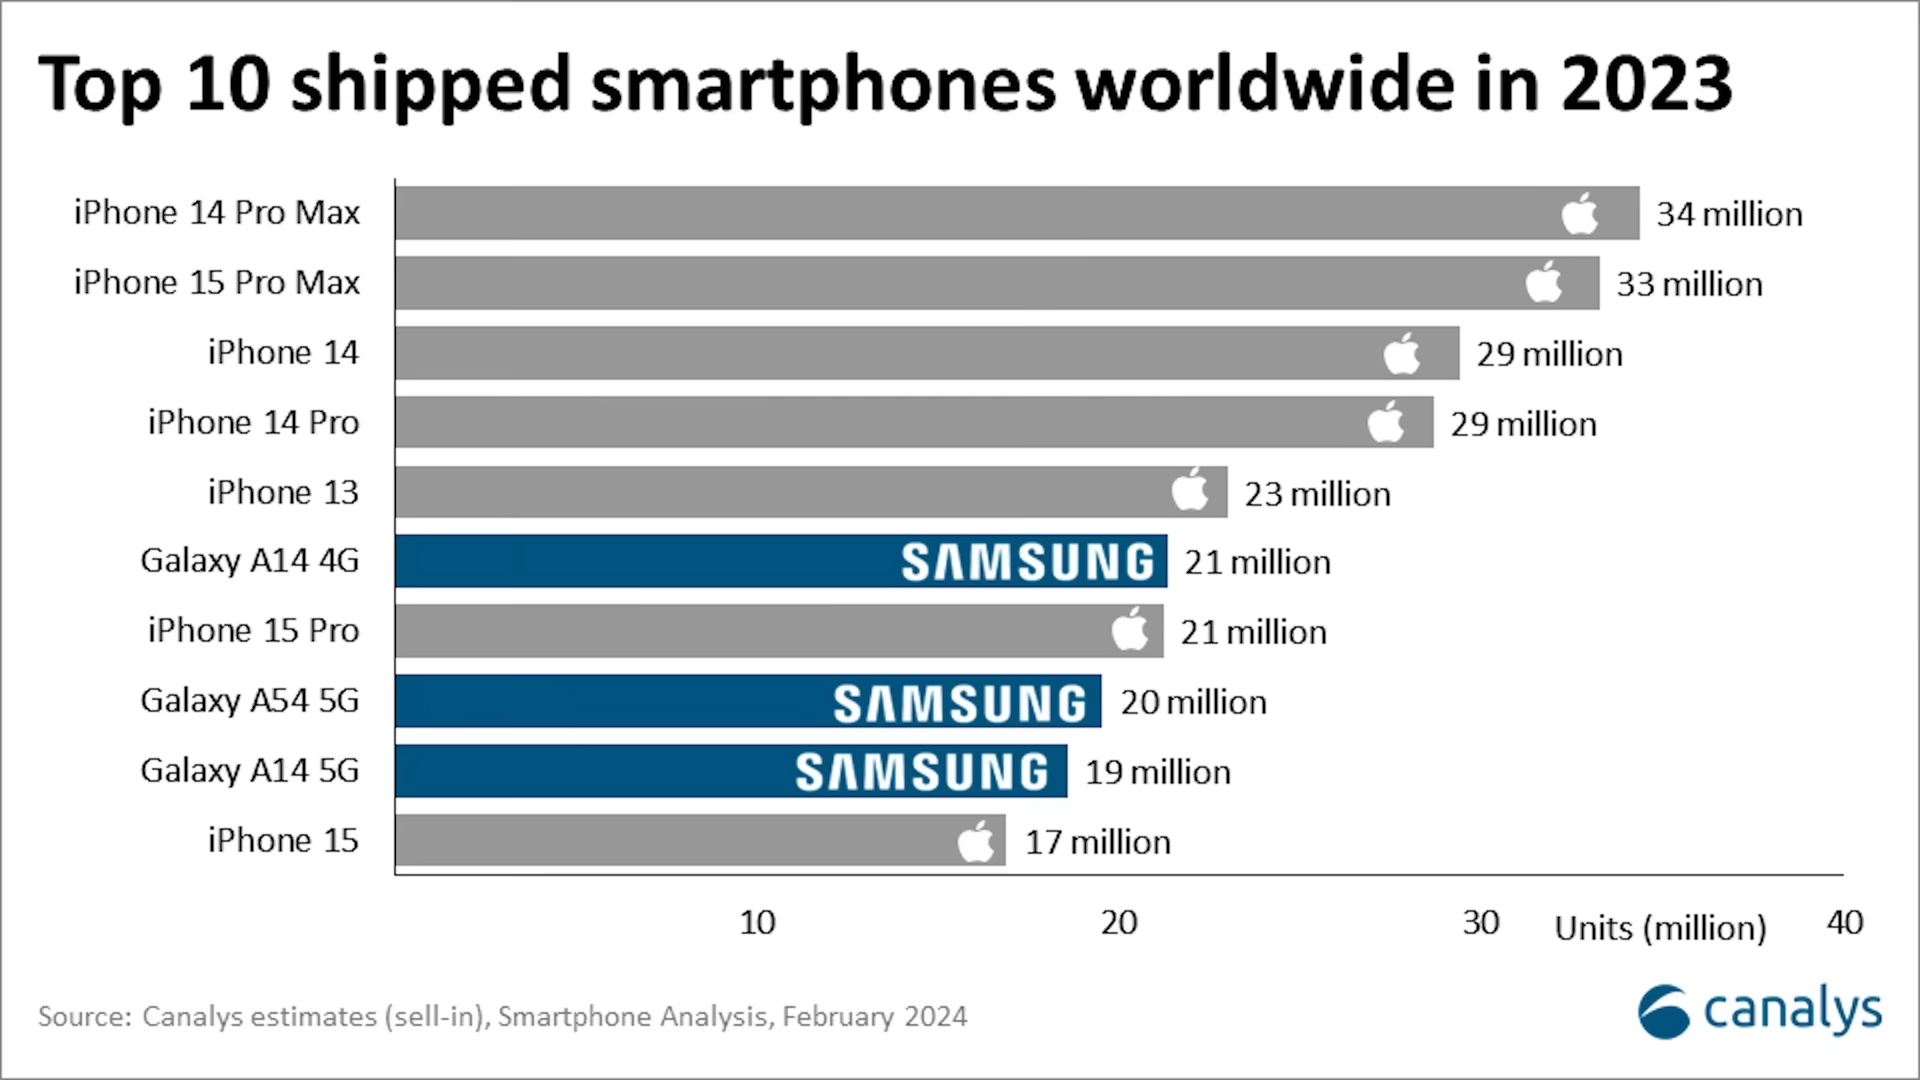 Top 10 shipped smartphones worldwide in 2023
iPhone 14 Pro Max 34 million
iPhone 15 Pro Max 33 million
iPhone 14 29 million
iPhone 14 Pro 29 million
iPhone 13 23 million
Galaxy A14 4G SAMSUNG 21 million
iPhone 15 Pro 21 million
Galaxy A54 5G SAMSUNG 20 million
Galaxy A14 5G SAMSUNG 19 million
iPhone 15 17 million
10 20 30 Units (million) 40
Source: Canalys estimates (sell-in), Smartphone Analysis, February 2024
canalys